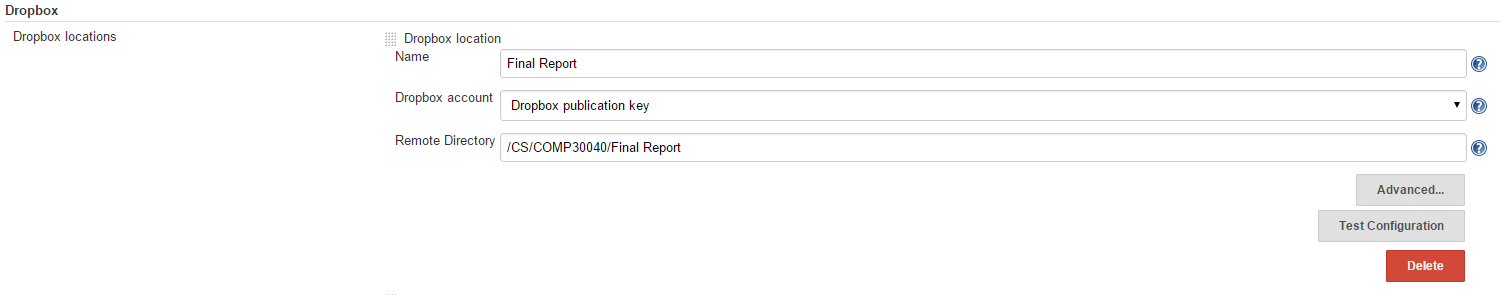 Dropbox
Dropbox locations
Dropbox location
Name
Final Report
?
Dropbox account
Dropbox publication key
?
Remote Directory
/CS/COMP30040/Final Report
?
Advanced...
Test Configuration
Delete